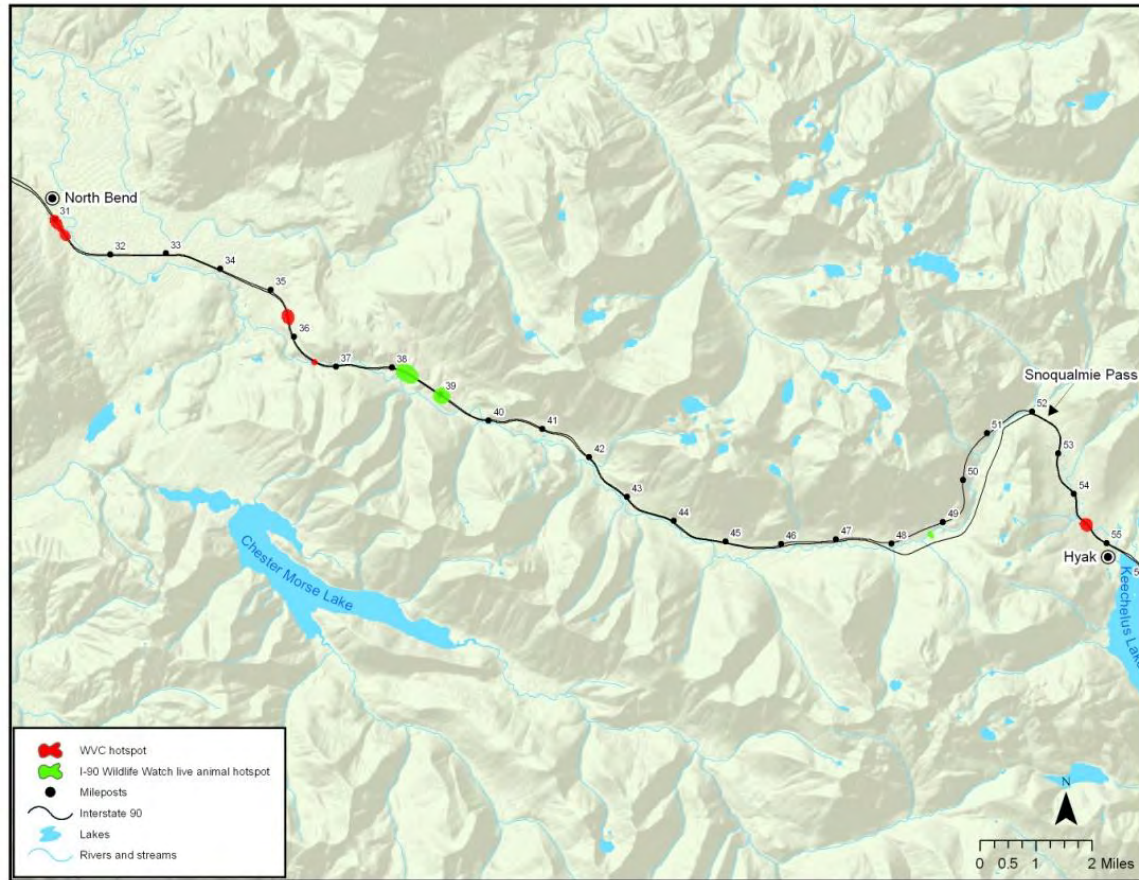 North Bend
31
32
33
34
35
36
37
38
39
40
41
42
43
44
45
46
47
48
49
50
51
52
Snoqualmie Pass
53
54
55
Hyak
Keechelus Lake
Chester Morse Lake
WVC hotspot
I-90 Wildlife Watch live animal hotspot
Mileposts
Interstate 90
Lakes
Rivers and streams
N
0 0.5 1 2 Miles